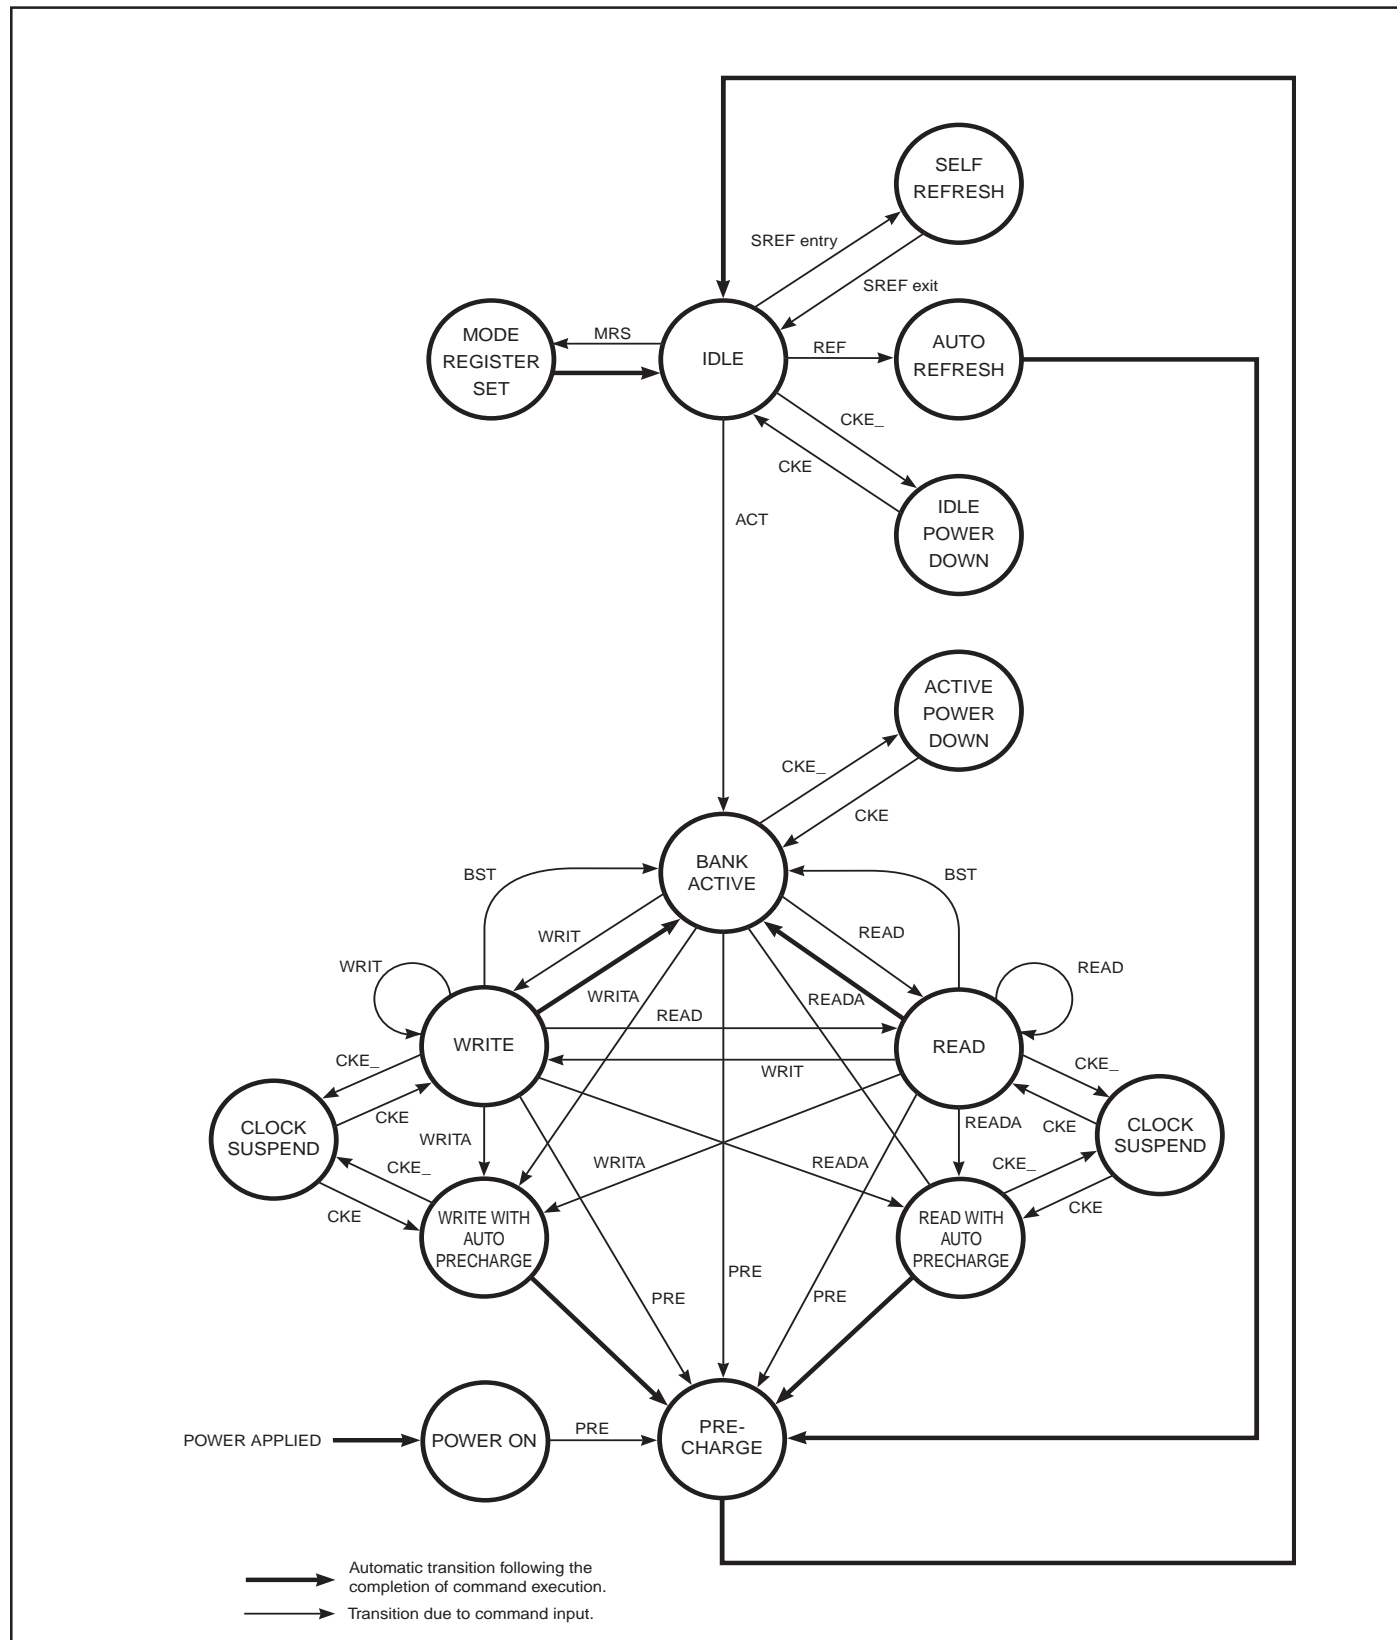 SELF
REFRESH
SREF entry
SREF exit
MODE
REGISTER
SET
MRS
IDLE
REF
AUTO
REFRESH
CKE_
CKE
IDLE
POWER
DOWN
ACT
ACTIVE
POWER
DOWN
CKE_
CKE
BANK
ACTIVE
BST
BST
WRIT
READ
WRIT
READ
WRITA
READA
READ
WRITE
READ
WRIT
CKE_
CKE_
CKE
CKE
CLOCK
SUSPEND
CLOCK
SUSPEND
WRITA
READA
CKE_
WRITA
READA
CKE_
CKE
CKE
WRITE WITH
AUTO
PRECHARGE
READ WITH
AUTO
PRECHARGE
PRE
PRE
PRE
POWER APPLIED
POWER ON
PRE
PRE-
CHARGE
Automatic transition following the
completion of command execution.
Transition due to command input.